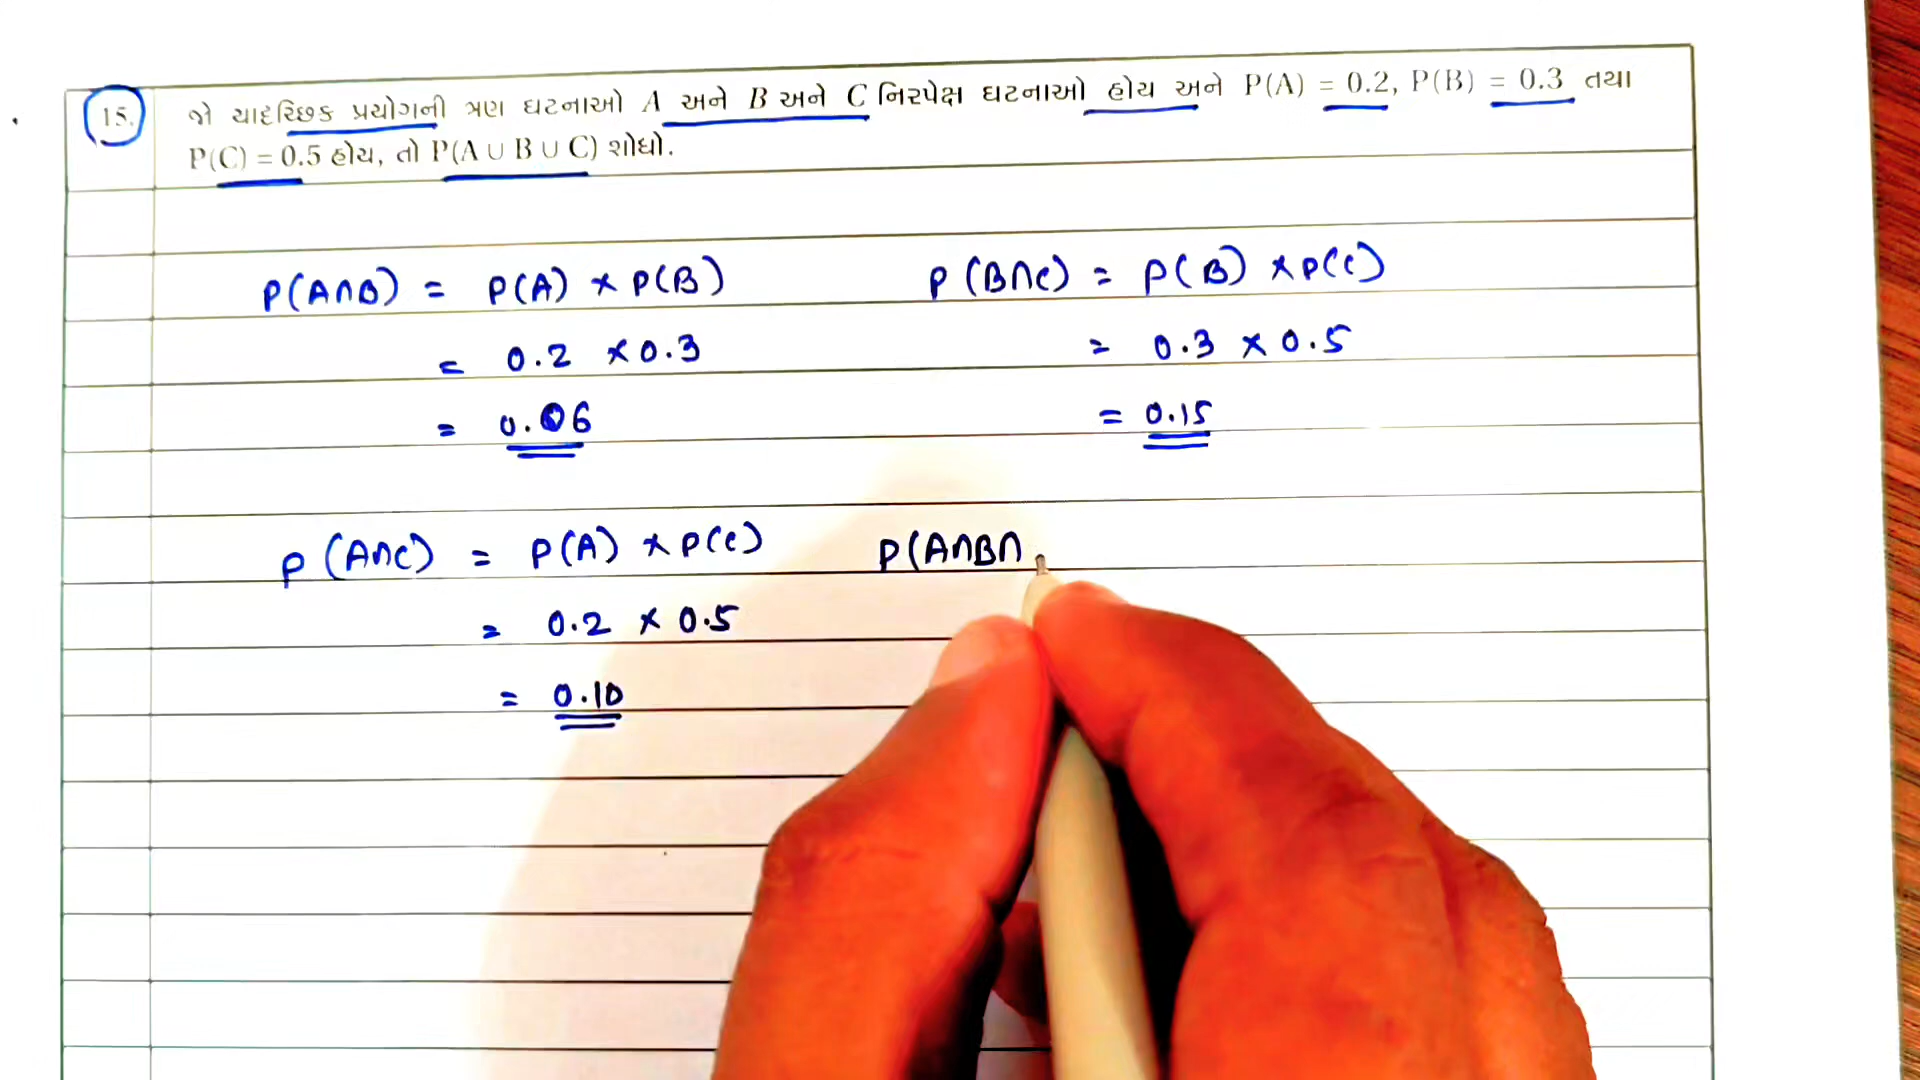 15. જો યાદચ્છિક પ્રયોગની ત્રણ ઘટનાઓ A અને B અને C નિરપેક્ષ ઘટનાઓ હોય અને P(A) = 0.2, P(B) = 0.3 તથા
P(C) = 0.5 હોય, તો P(A ∪ B ∪ C) શોધો.
P(A∩B) = P(A) × P(B)
= 0.2 × 0.3
= 0.06
P(B∩C) = P(B) × P(C)
= 0.3 × 0.5
= 0.15
P(A∩C) = P(A) × P(C)
= 0.2 × 0.5
= 0.10
P(A∩B∩